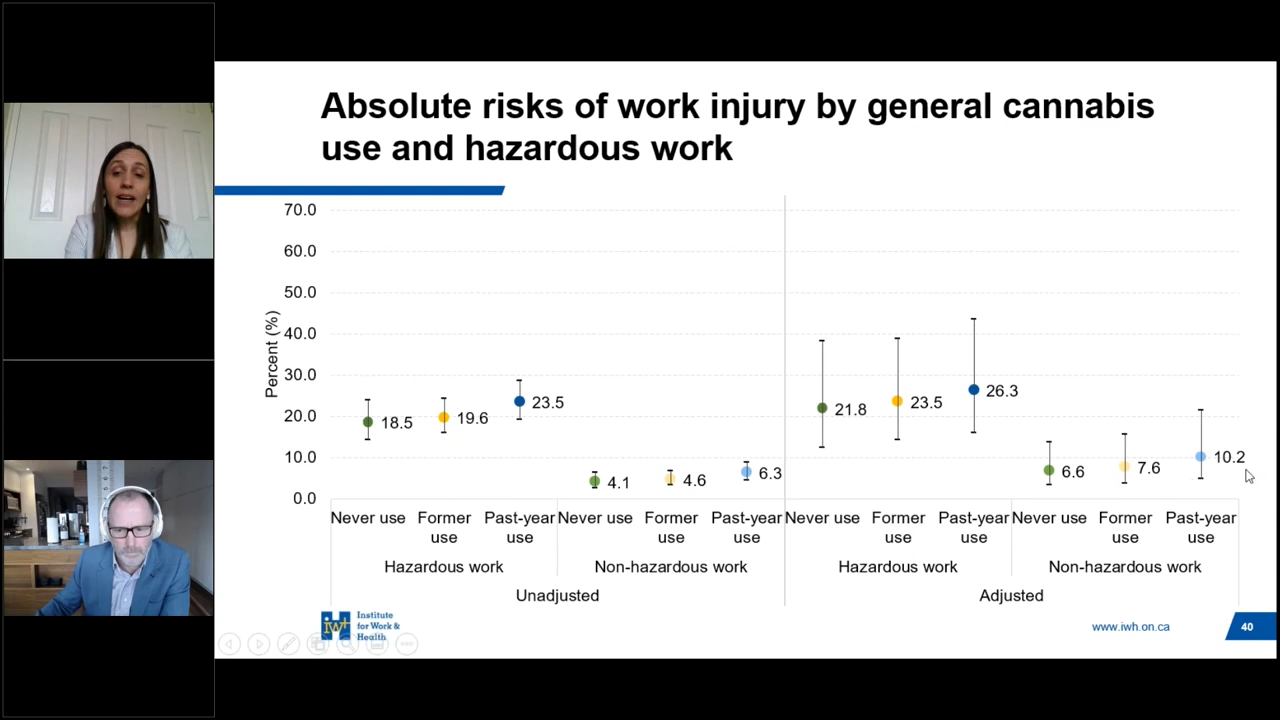 Absolute risks of work injury by general cannabis
use and hazardous work
70.0
60.0
50.0
40.0
30.0
20.0
10.0
0.0
Percent (%)
18.5
19.6
23.5
4.1
4.6
6.3
21.8
23.5
26.3
6.6
7.6
10.2
Never use
Former
use
Past-year
use
Never use
Former
use
Past-year
use
Never use
Former
use
Past-year
use
Never use
Former
use
Past-year
use
Hazardous work
Non-hazardous work
Hazardous work
Non-hazardous work
Unadjusted
Adjusted
iwh
Institute
for Work &
Health
www.iwh.on.ca
40